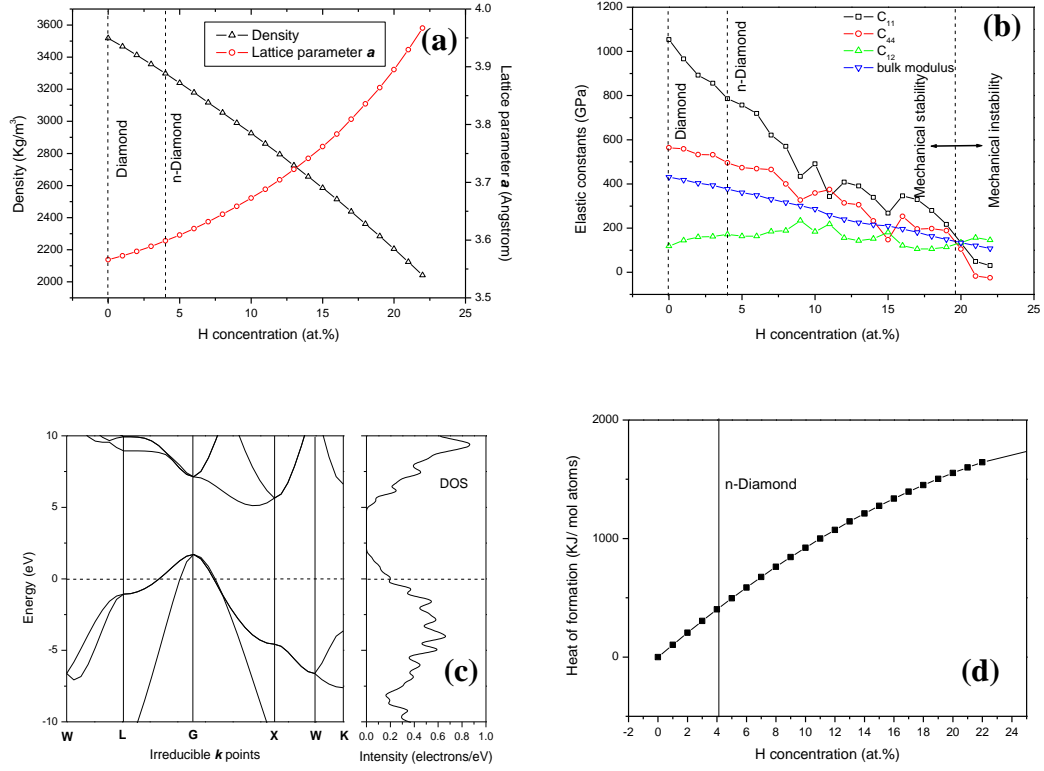 (a)
Density
Lattice parameter a
Diamond
n-Diamond
Density (Kg/m³)
3600
3400
3200
3000
2800
2600
2400
2200
2000
Lattice parameter a (Angstrom)
4.0
3.9
3.8
3.7
3.6
3.5
0 5 10 15 20 25
H concentration (at.%)
(b)
C11
C44
C12
bulk modulus
Diamond
n-Diamond
Mechanical stability
Mechanical instability
Elastic constants (GPa)
1200
1000
800
600
400
200
0
0 5 10 15 20 25
H concentration (at.%)
Energy (eV)
10
5
0
-5
-10
(c)
W L G X W K
Irreducible k points
DOS
0.0 0.2 0.4 0.6 0.8 1.0
Intensity (electrons/eV)
Heat of formation (KJ/ mol atoms)
2000
1000
0
n-Diamond
(d)
-2 0 2 4 6 8 10 12 14 16 18 20 22 24
H concentration (at.%)